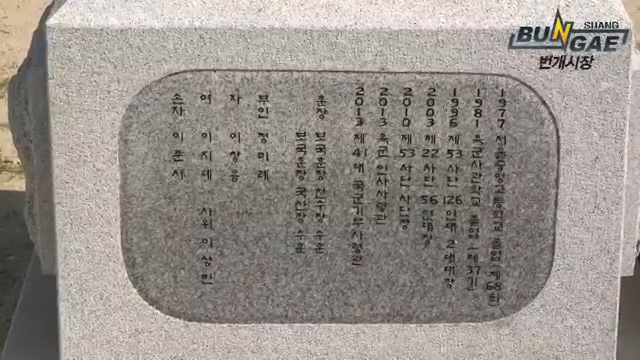 1977 서울중앙고등학교 졸업 (제68회)
1981 육군사관학교 졸업 (제37기)
1996 제53사단 126연대 2대대장
2003 제22사단 56연대장
2010 제53사단 사단장
2013 육군 인사사령관
2013 제41대 국군기무사령관
훈장 보국훈장 천수장 수훈
보국훈장 국선장 수훈
부인 정미례
자 이창음
여 이지데 사위 이상민
손자 이준서
BUNGAE SUANG
번개시장